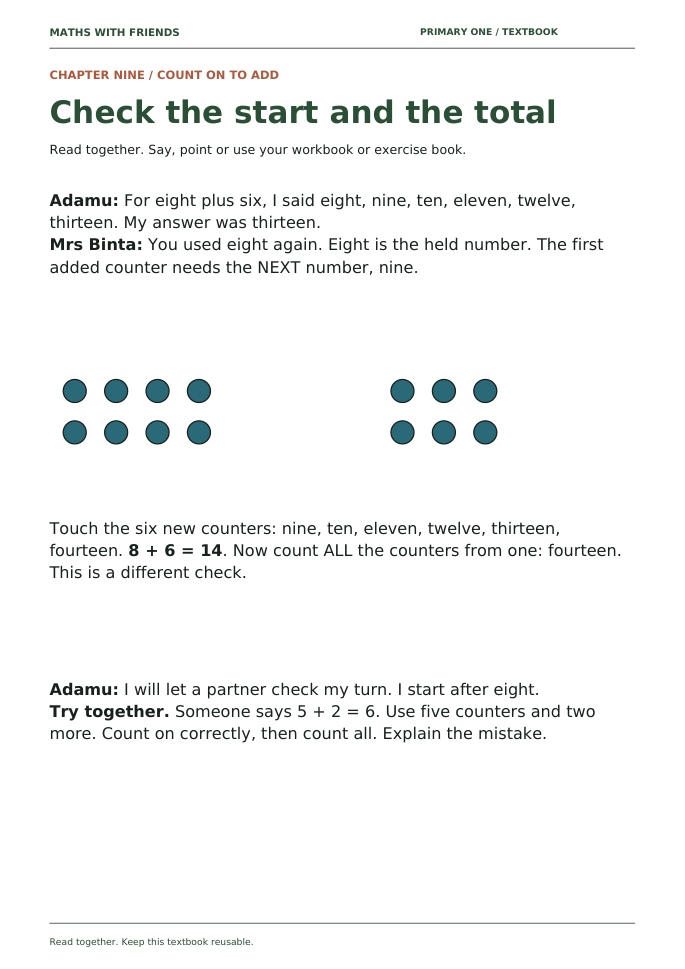 MATHS WITH FRIENDS
PRIMARY ONE / TEXTBOOK
CHAPTER NINE / COUNT ON TO ADD
Check the start and the total
Read together. Say, point or use your workbook or exercise book.
Adamu: For eight plus six, I said eight, nine, ten, eleven, twelve,
thirteen. My answer was thirteen.
Mrs Binta: You used eight again. Eight is the held number. The first
added counter needs the NEXT number, nine.
Touch the six new counters: nine, ten, eleven, twelve, thirteen,
fourteen. 8 + 6 = 14. Now count ALL the counters from one: fourteen.
This is a different check.
Adamu: I will let a partner check my turn. I start after eight.
Try together. Someone says 5 + 2 = 6. Use five counters and two
more. Count on correctly, then count all. Explain the mistake.
Read together. Keep this textbook reusable.